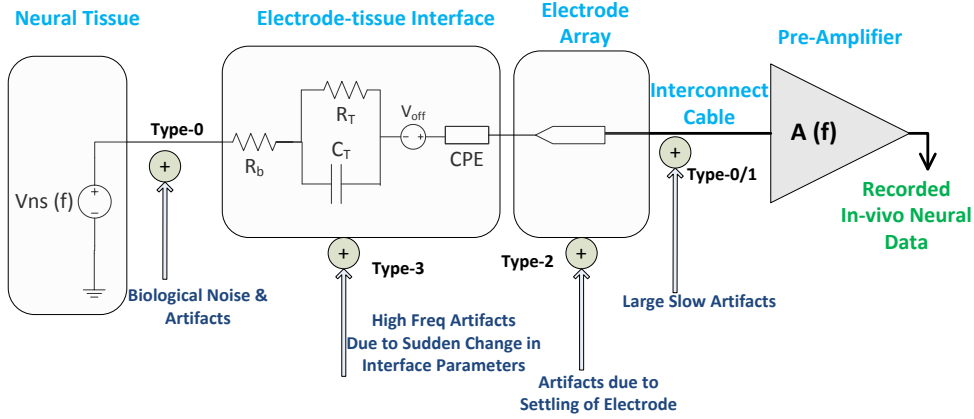 Neural Tissue
Electrode-tissue Interface
Electrode
Array
Pre-Amplifier
Interconnect
Cable
Type-0
R_T
V_off
C_T
R_b
CPE
A (f)
Type-0/1
Vns (f)
Recorded
In-vivo Neural
Data
Type-3
Type-2
Biological Noise &
Artifacts
High Freq Artifacts
Due to Sudden Change in
Interface Parameters
Large Slow Artifacts
Artifacts due to
Settling of Electrode